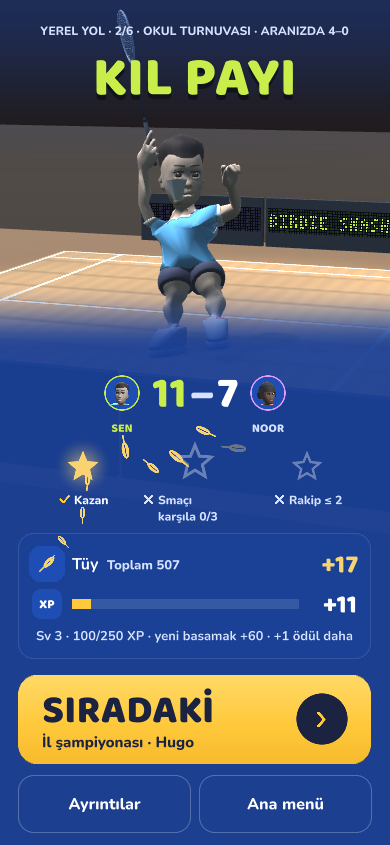 YEREL YOL · 2/6 · OKUL TURNUVASI · ARANIZDA 4–0
KIL PAYI
BIRDIE SMASH
11–7
SEN
NOOR
Kazan
Smaçı
karşıla 0/3
Rakip ≤ 2
Tüy Toplam 507
+17
XP
+11
Sv 3 · 100/250 XP · yeni basamak +60 · +1 ödül daha
SIRADAKİ
İl şampiyonası · Hugo
Ayrıntılar
Ana menü